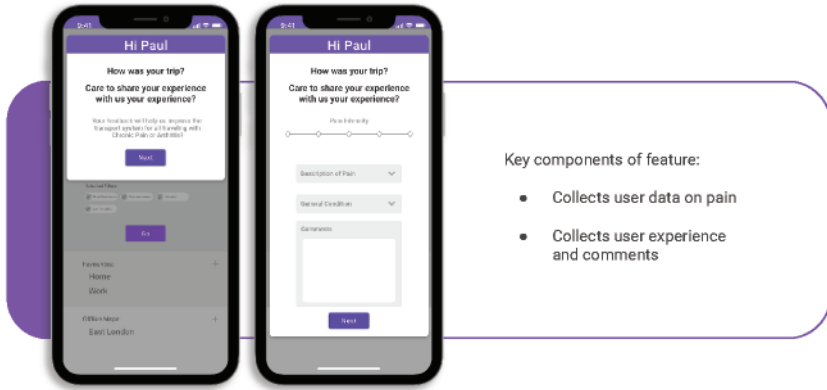 9:41
Hi Paul
How was your trip?
Care to share your experience
with us your experience?
Your feedback will help us improve the
transport system for all traveling with
Chronic Pain or Arthritis?
Next
Go
Favourites
+
Home
Work
Offline Maps
+
East London
9:41
Hi Paul
How was your trip?
Care to share your experience
with us your experience?
Pain Intensity
Description of Pain
General Condition
Comments
Next
Key components of feature:
● Collects user data on pain
● Collects user experience
and comments